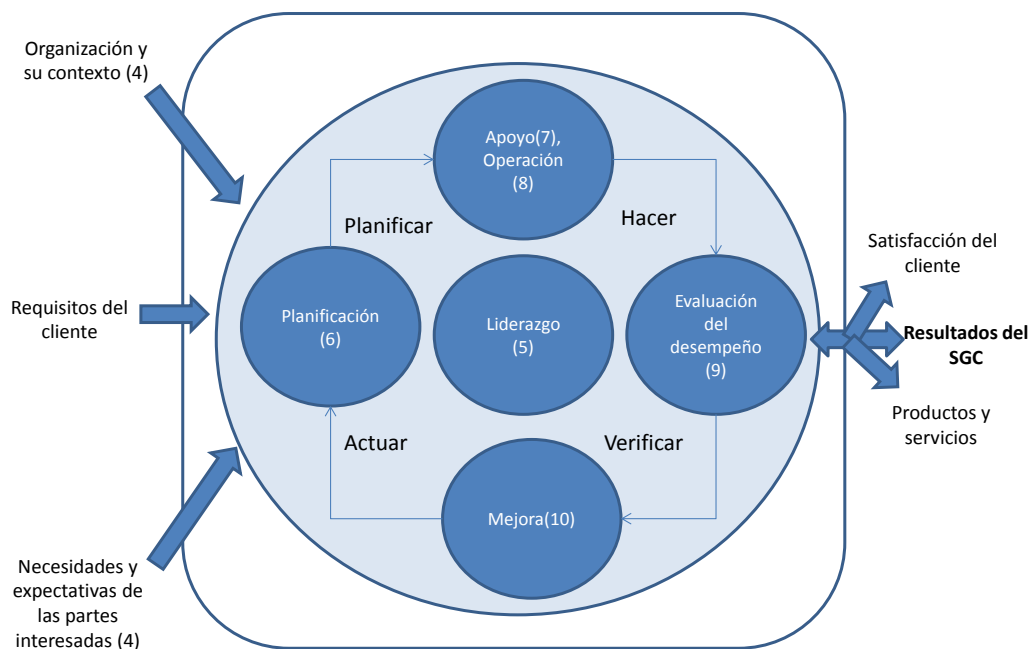 Organización y
su contexto (4)
Apoyo(7),
Operación
(8)
Planificar
Hacer
Satisfacción del
cliente
Requisitos del
cliente
Planificación
(6)
Liderazgo
(5)
Evaluación
del
desempeño
(9)
Resultados del
SGC
Productos y
servicios
Actuar
Verificar
Mejora(10)
Necesidades y
expectativas de
las partes
interesadas (4)